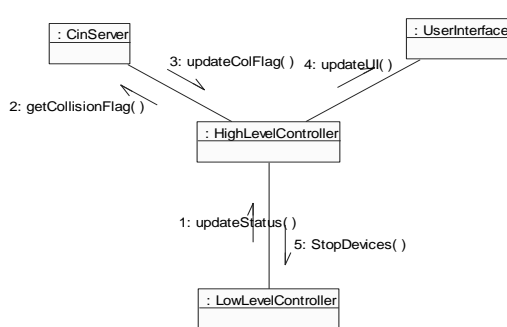 : CinServer
: UserInterface
3: updateColFlag( )
4: updateUI( )
2: getCollisionFlag( )
: HighLevelController
1: updateStatus( )
5: StopDevices( )
: LowLevelController